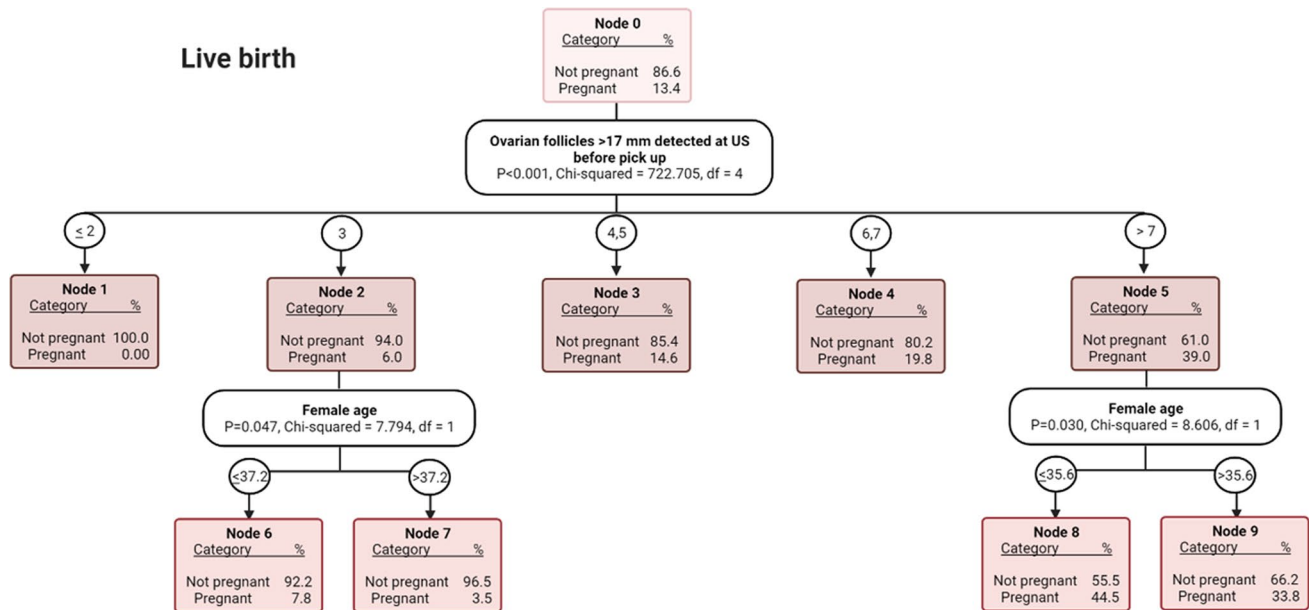 Live birth
Node 0
Category %
Not pregnant 86.6
Pregnant 13.4
Ovarian follicles >17 mm detected at US
before pick up
P<0.001, Chi-squared = 722.705, df = 4
≤ 2
3
4,5
6,7
> 7
Node 1
Category %
Not pregnant 100.0
Pregnant 0.00
Node 2
Category %
Not pregnant 94.0
Pregnant 6.0
Node 3
Category %
Not pregnant 85.4
Pregnant 14.6
Node 4
Category %
Not pregnant 80.2
Pregnant 19.8
Node 5
Category %
Not pregnant 61.0
Pregnant 39.0
Female age
P=0.047, Chi-squared = 7.794, df = 1
Female age
P=0.030, Chi-squared = 8.606, df = 1
≤37.2
>37.2
≤35.6
>35.6
Node 6
Category %
Not pregnant 92.2
Pregnant 7.8
Node 7
Category %
Not pregnant 96.5
Pregnant 3.5
Node 8
Category %
Not pregnant 55.5
Pregnant 44.5
Node 9
Category %
Not pregnant 66.2
Pregnant 33.8